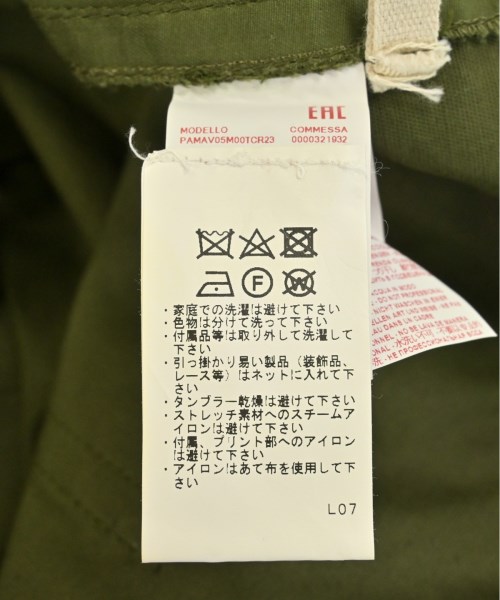 EAC
MODELLO COMMESSA
PAMAV05M00TCR23 0000321932
F W
・家庭での洗濯は避けて下さい
・色物は分けて洗って下さい
・付属品等は取り外して洗濯して
下さい
・引っ掛かり易い製品（装飾品、
レース等）はネットに入れて下
さい
・タンブラー乾燥は避けて下さい
・ストレッチ素材へのスチームア
イロンは避けて下さい
・付属、プリント部へのアイロン
は避けて下さい
・アイロンはあて布を使用して下
さい
L07